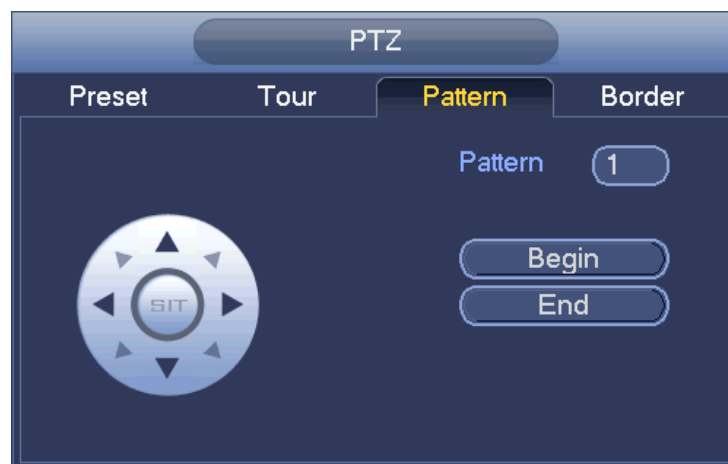 PTZ
Preset Tour Pattern Border
Pattern 1
Begin
SIT
End